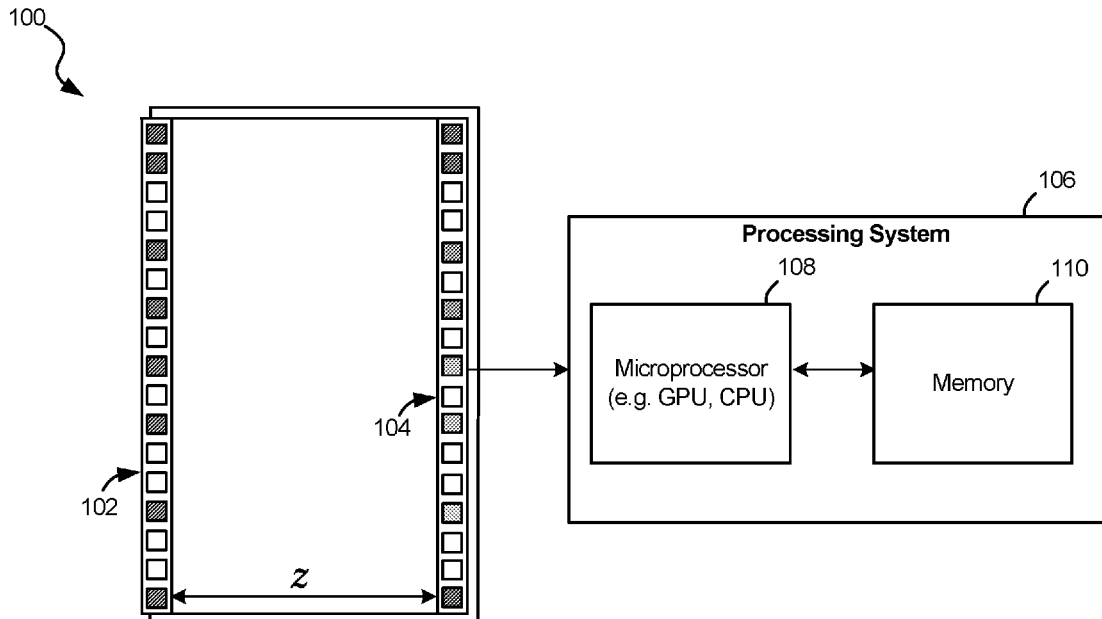 100
106
Processing System
108
110
Microprocessor
(e.g. GPU, CPU)
Memory
104
102
z